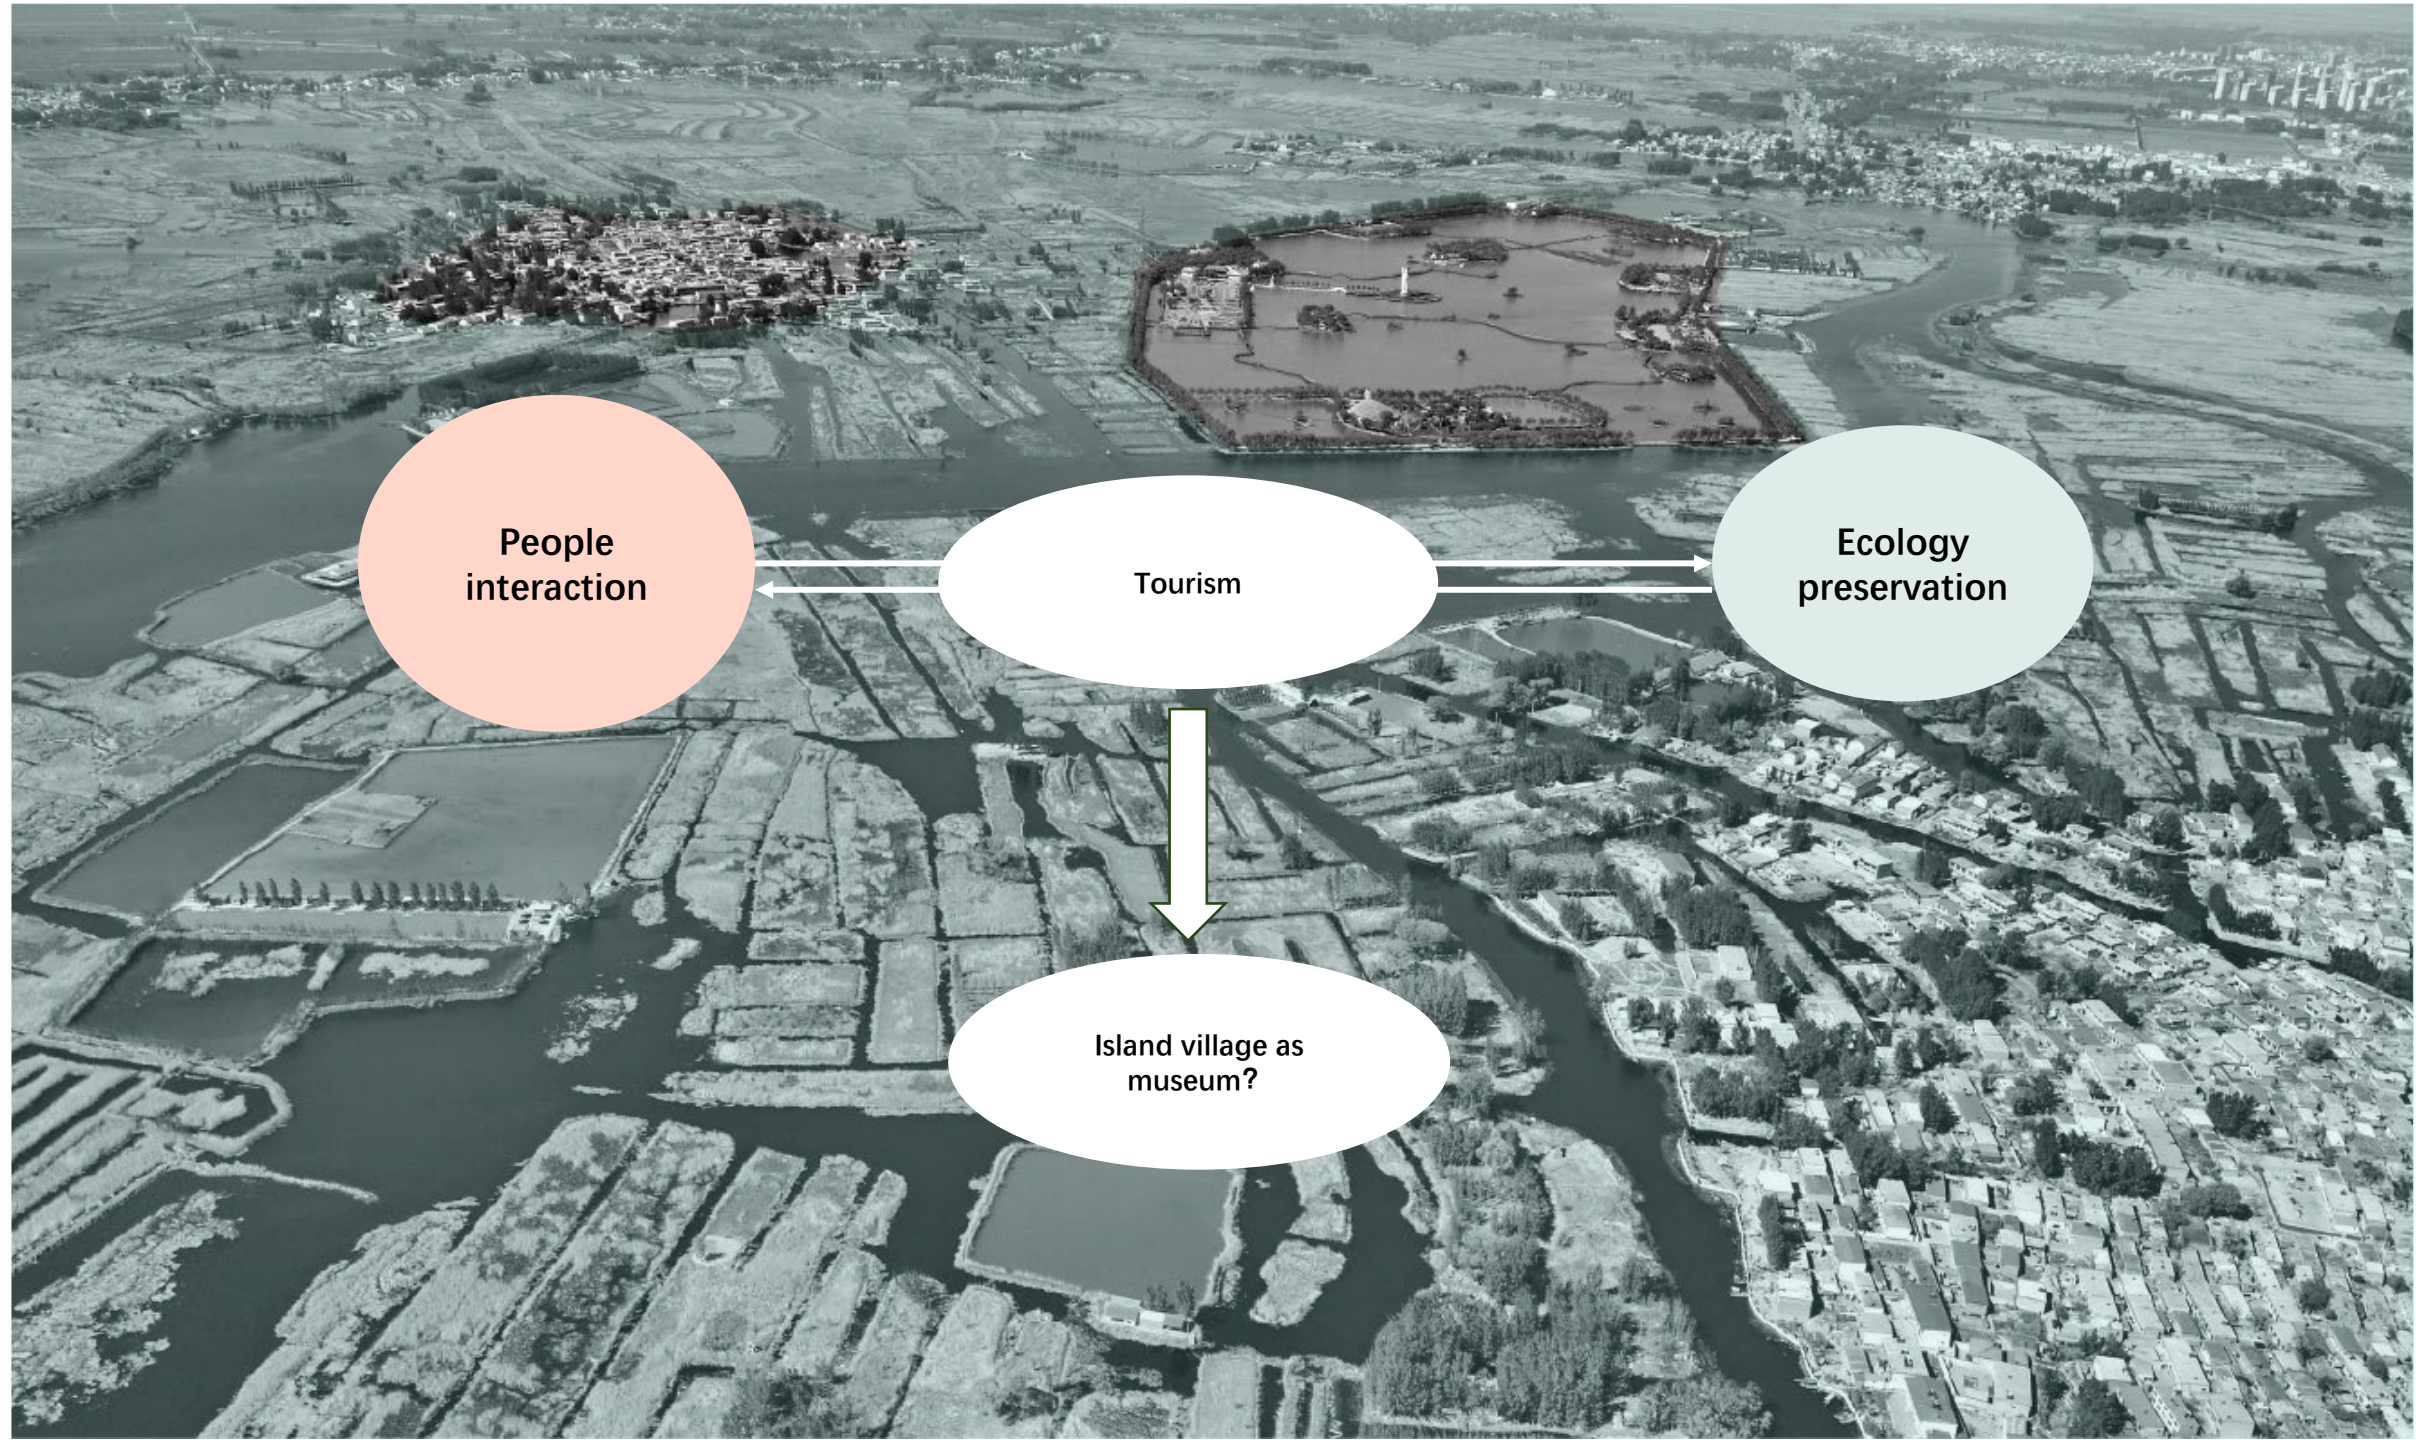 People
interaction
Tourism
Ecology
preservation
Island village as
museum？